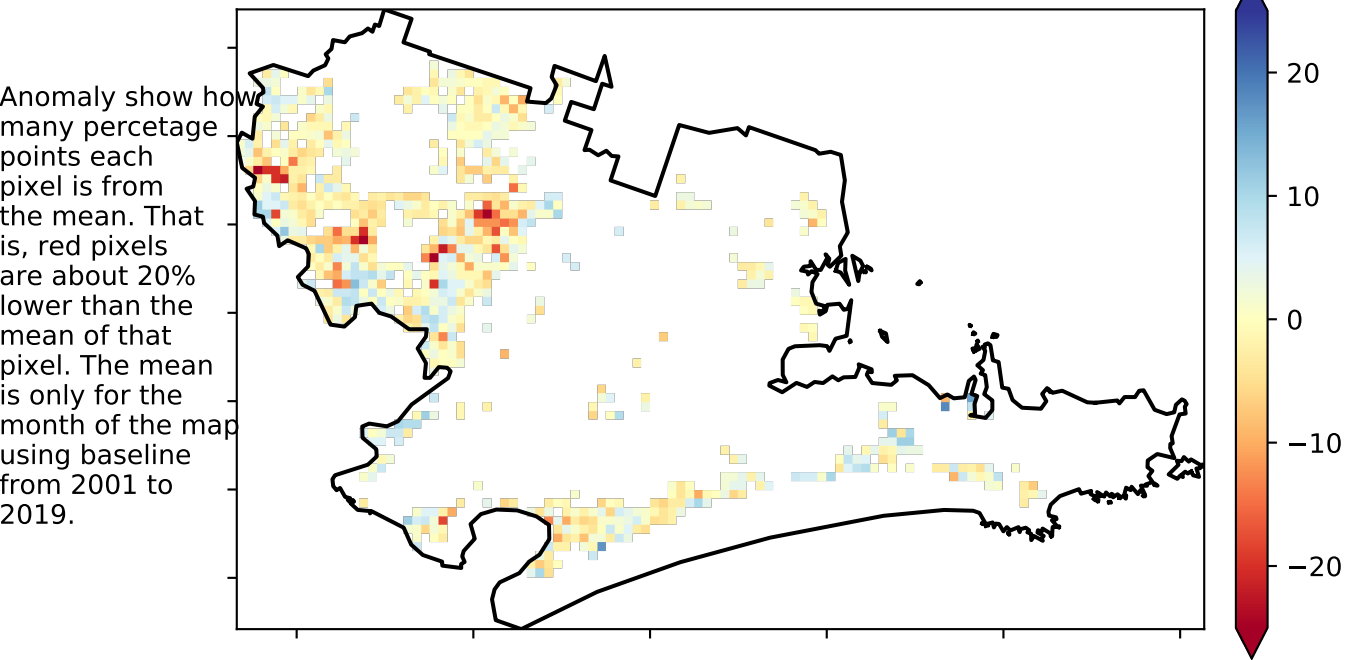 Anomaly show how
many percetage
points each
pixel is from
the mean. That
is, red pixels
are about 20%
lower than the
mean of that
pixel. The mean
is only for the
month of the map
using baseline
from 2001 to
2019.
20
10
0
−10
−20